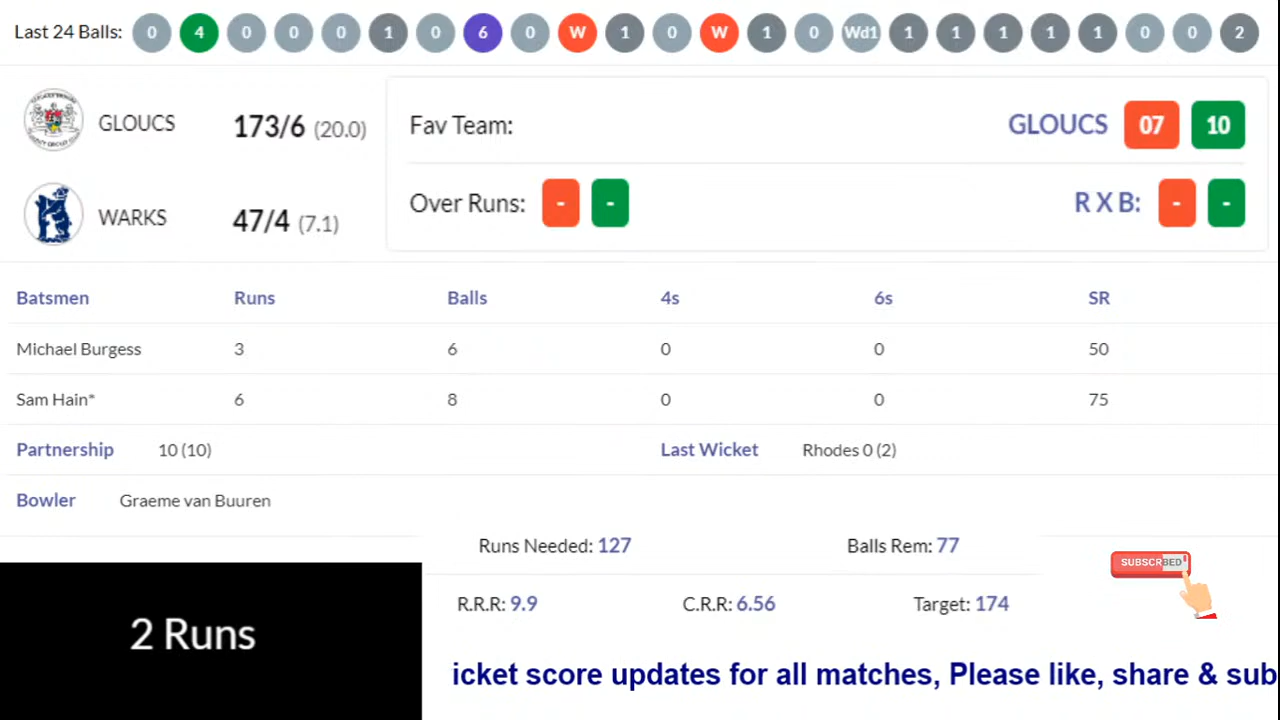 Last 24 Balls: 0 4 0 0 0 1 0 6 0 W 1 0 W 1 0 Wd1 1 1 1 1 1 0 0 2
GLOUCS 173/6 (20.0)
Fav Team: GLOUCS 07 10
WARKS 47/4 (7.1)
Over Runs: - - R X B: - -
Batsmen Runs Balls 4s 6s SR
Michael Burgess 3 6 0 0 50
Sam Hain* 6 8 0 0 75
Partnership 10 (10) Last Wicket Rhodes 0 (2)
Bowler Graeme van Buuren
Runs Needed: 127 Balls Rem: 77
SUBSCRBED
R.R.R: 9.9 C.R.R: 6.56 Target: 174
2 Runs
icket score updates for all matches, Please like, share & sub